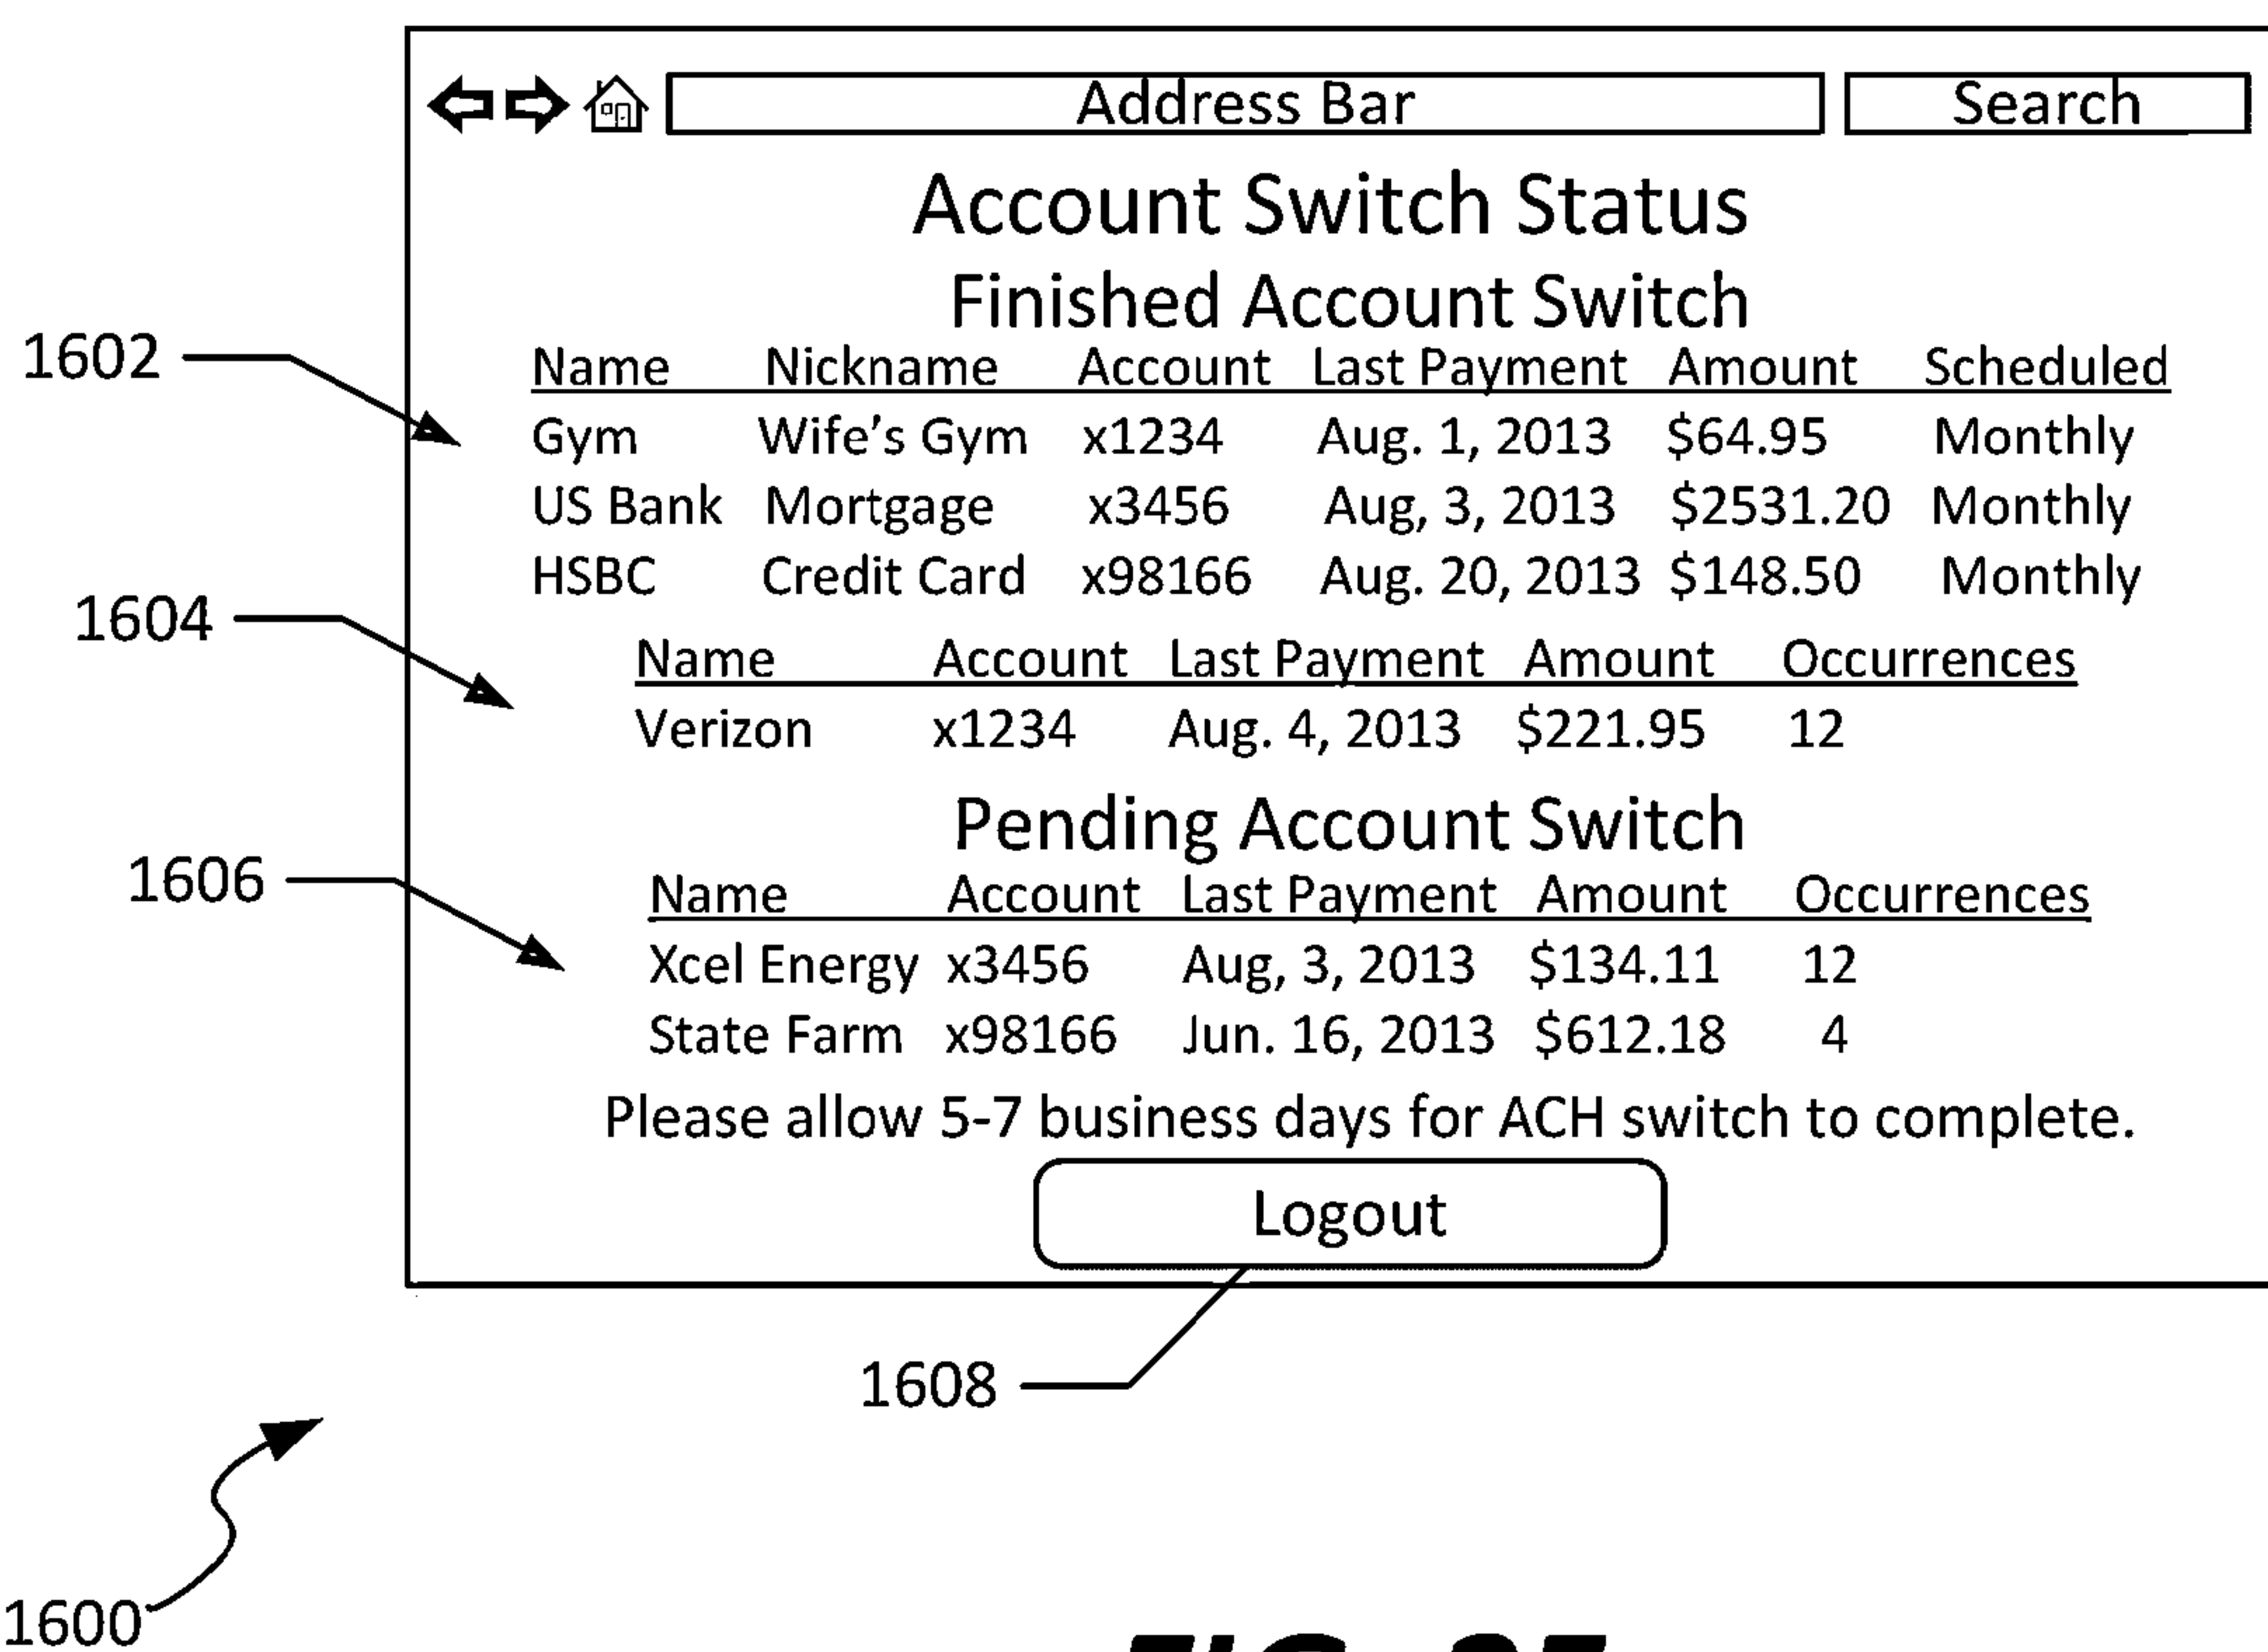 Address Bar Search
Account Switch Status
Finished Account Switch
1602
Name Nickname Account Last Payment Amount Scheduled
Gym Wife's Gym x1234 Aug. 1, 2013 $64.95 Monthly
US Bank Mortgage x3456 Aug, 3, 2013 $2531.20 Monthly
HSBC Credit Card x98166 Aug. 20, 2013 $148.50 Monthly
1604
Name Account Last Payment Amount Occurrences
Verizon x1234 Aug. 4, 2013 $221.95 12
Pending Account Switch
1606
Name Account Last Payment Amount Occurrences
Xcel Energy x3456 Aug, 3, 2013 $134.11 12
State Farm x98166 Jun. 16, 2013 $612.18 4
Please allow 5-7 business days for ACH switch to complete.
Logout
1608
1600